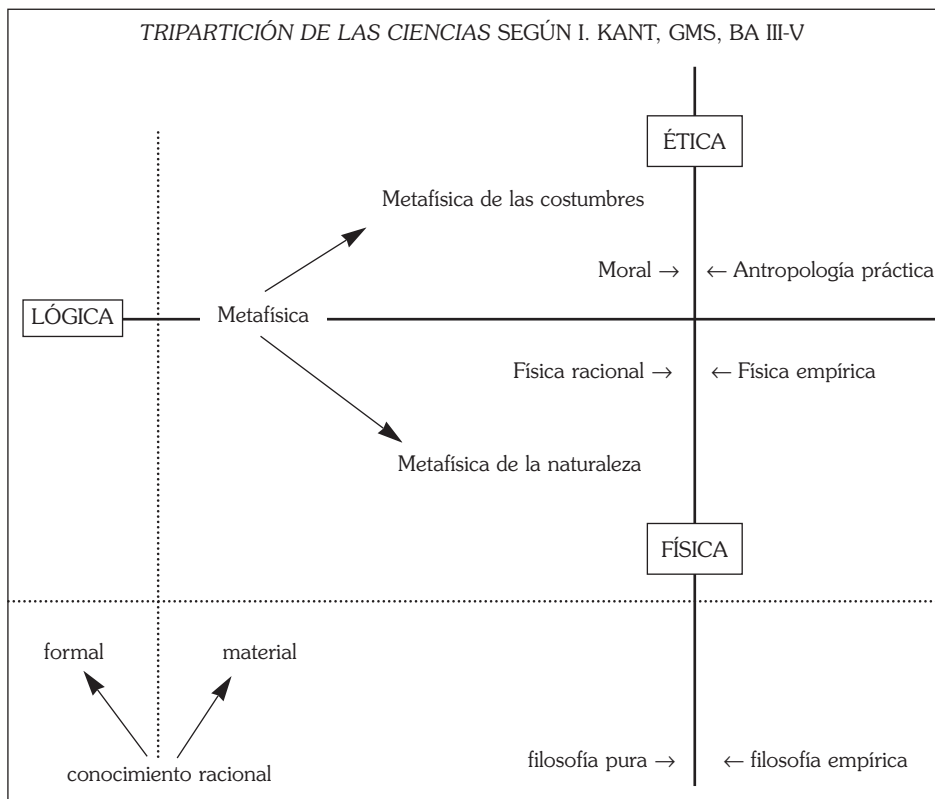 TRIPARTICIÓN DE LAS CIENCIAS SEGÚN I. KANT, GMS, BA III-V
ÉTICA
Metafísica de las costumbres
Moral → ← Antropología práctica
LÓGICA Metafísica
Física racional → ← Física empírica
Metafísica de la naturaleza
FÍSICA
formal material
conocimiento racional filosofía pura → ← filosofía empírica